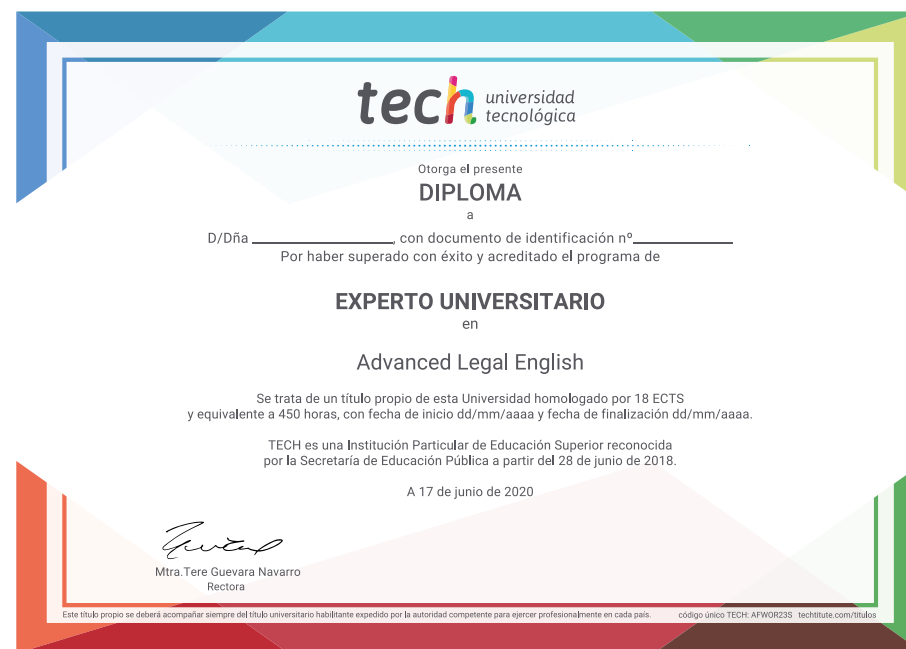 tech universidad
tecnológica
Otorga el presente
DIPLOMA
a
D/Dña ____________________, con documento de identificación nº______________
Por haber superado con éxito y acreditado el programa de
EXPERTO UNIVERSITARIO
en
Advanced Legal English
Se trata de un título propio de esta Universidad homologado por 18 ECTS
y equivalente a 450 horas, con fecha de inicio dd/mm/aaaa y fecha de finalización dd/mm/aaaa.
TECH es una Institución Particular de Educación Superior reconocida
por la Secretaría de Educación Pública a partir del 28 de junio de 2018.
A 17 de junio de 2020
Mtra.Tere Guevara Navarro
Rectora
Este título propio se deberá acompañar siempre del título universitario habilitante expedido por la autoridad competente para ejercer profesionalmente en cada país. código único TECH: AFWOR23S techtitute.com/titulos